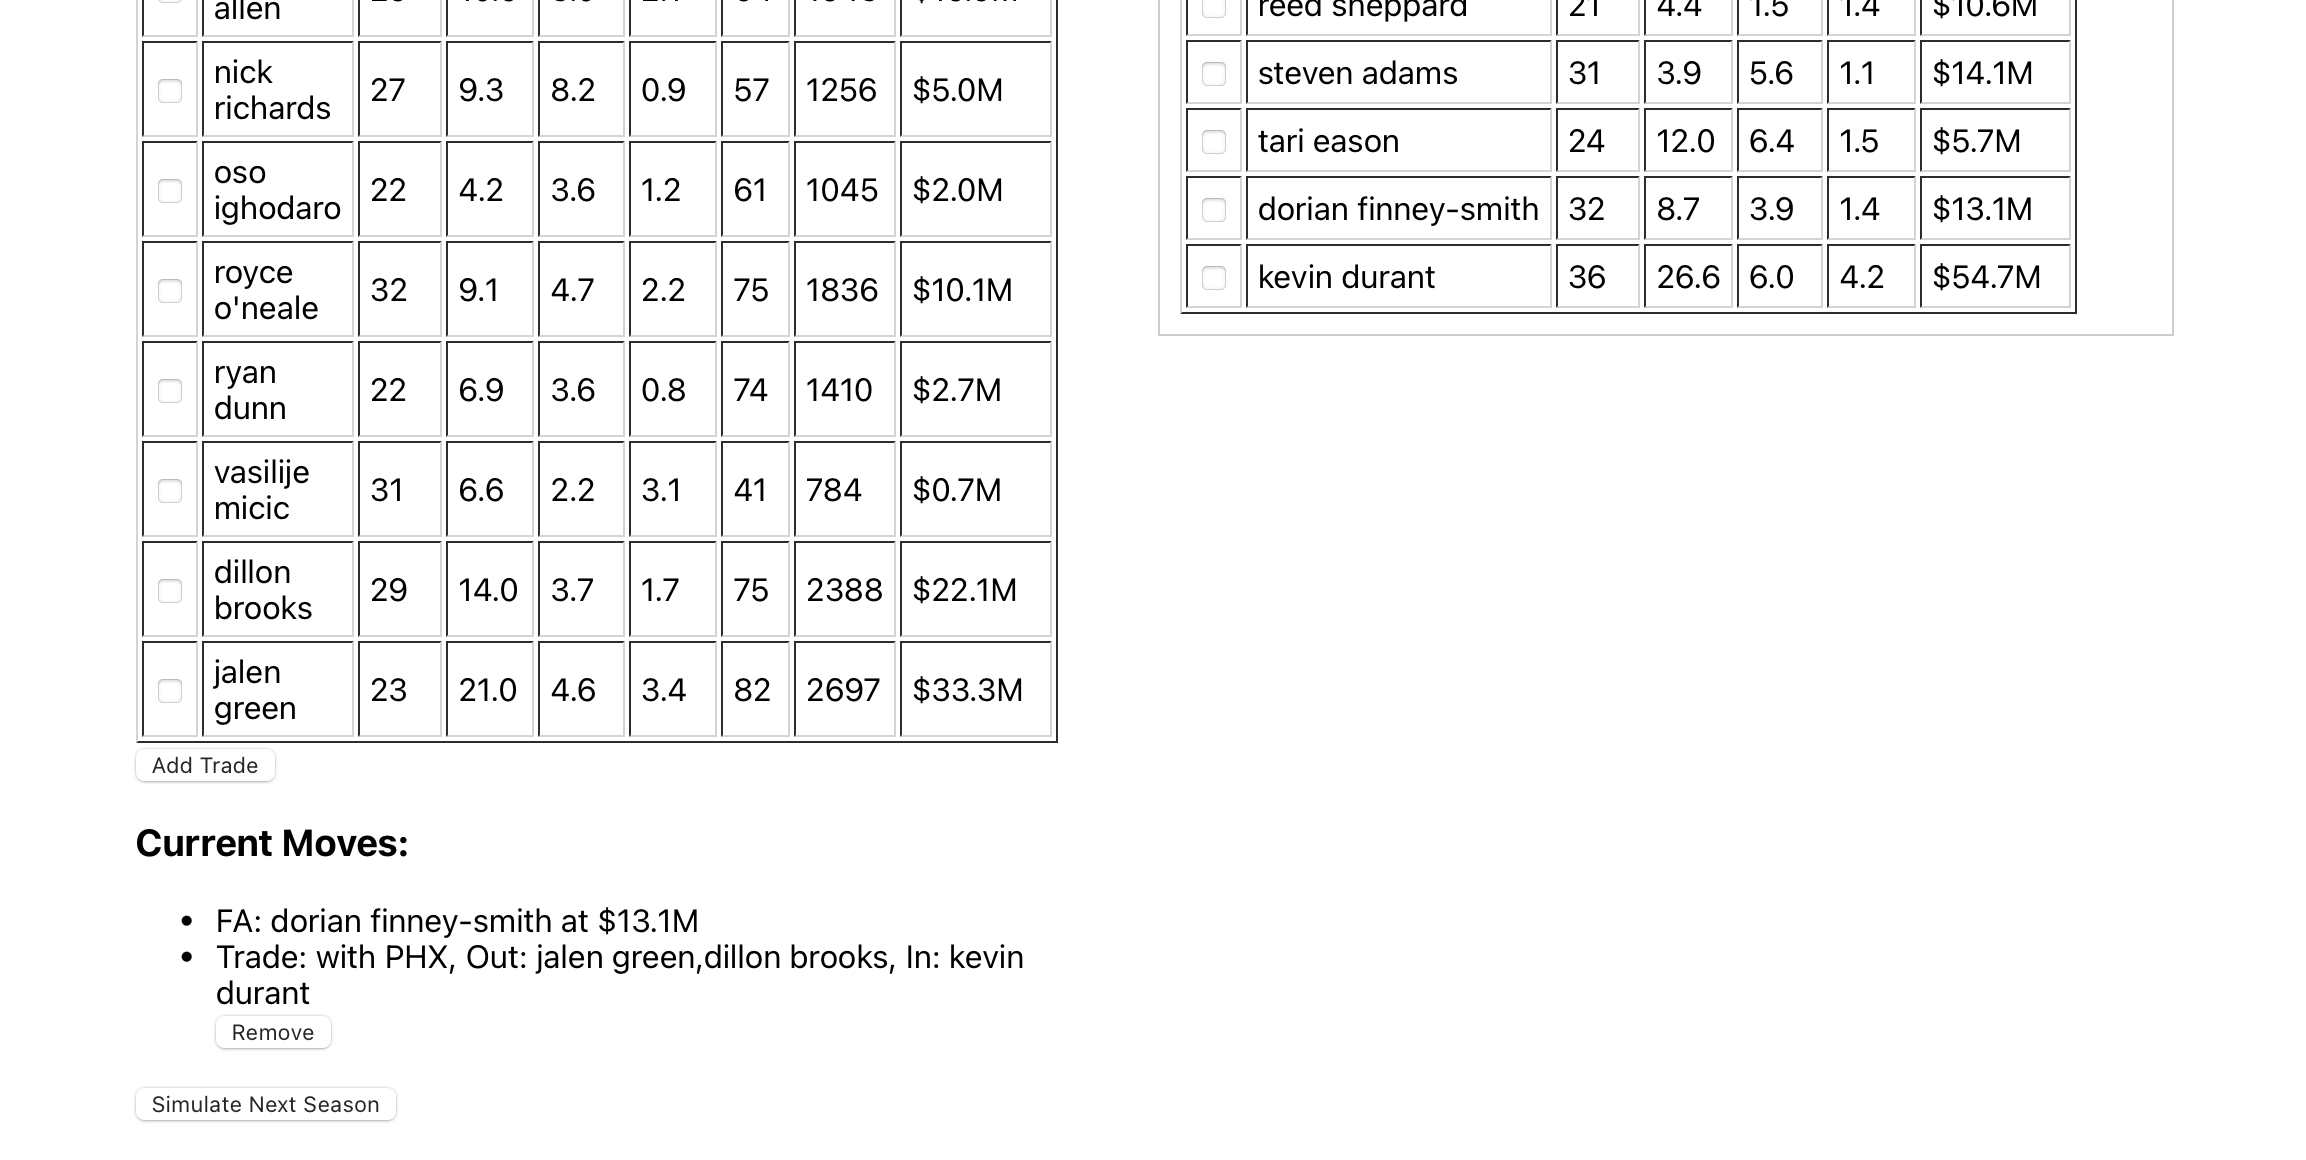 allen
nick richards 27 9.3 8.2 0.9 57 1256 $5.0M
oso ighodaro 22 4.2 3.6 1.2 61 1045 $2.0M
royce o'neale 32 9.1 4.7 2.2 75 1836 $10.1M
ryan dunn 22 6.9 3.6 0.8 74 1410 $2.7M
vasilije micic 31 6.6 2.2 3.1 41 784 $0.7M
dillon brooks 29 14.0 3.7 1.7 75 2388 $22.1M
jalen green 23 21.0 4.6 3.4 82 2697 $33.3M
Add Trade
Current Moves:
• FA: dorian finney-smith at $13.1M
• Trade: with PHX, Out: jalen green,dillon brooks, In: kevin
durant
Remove
Simulate Next Season
reed sheppard 21 4.4 1.5 1.4 $10.6M
steven adams 31 3.9 5.6 1.1 $14.1M
tari eason 24 12.0 6.4 1.5 $5.7M
dorian finney-smith 32 8.7 3.9 1.4 $13.1M
kevin durant 36 26.6 6.0 4.2 $54.7M